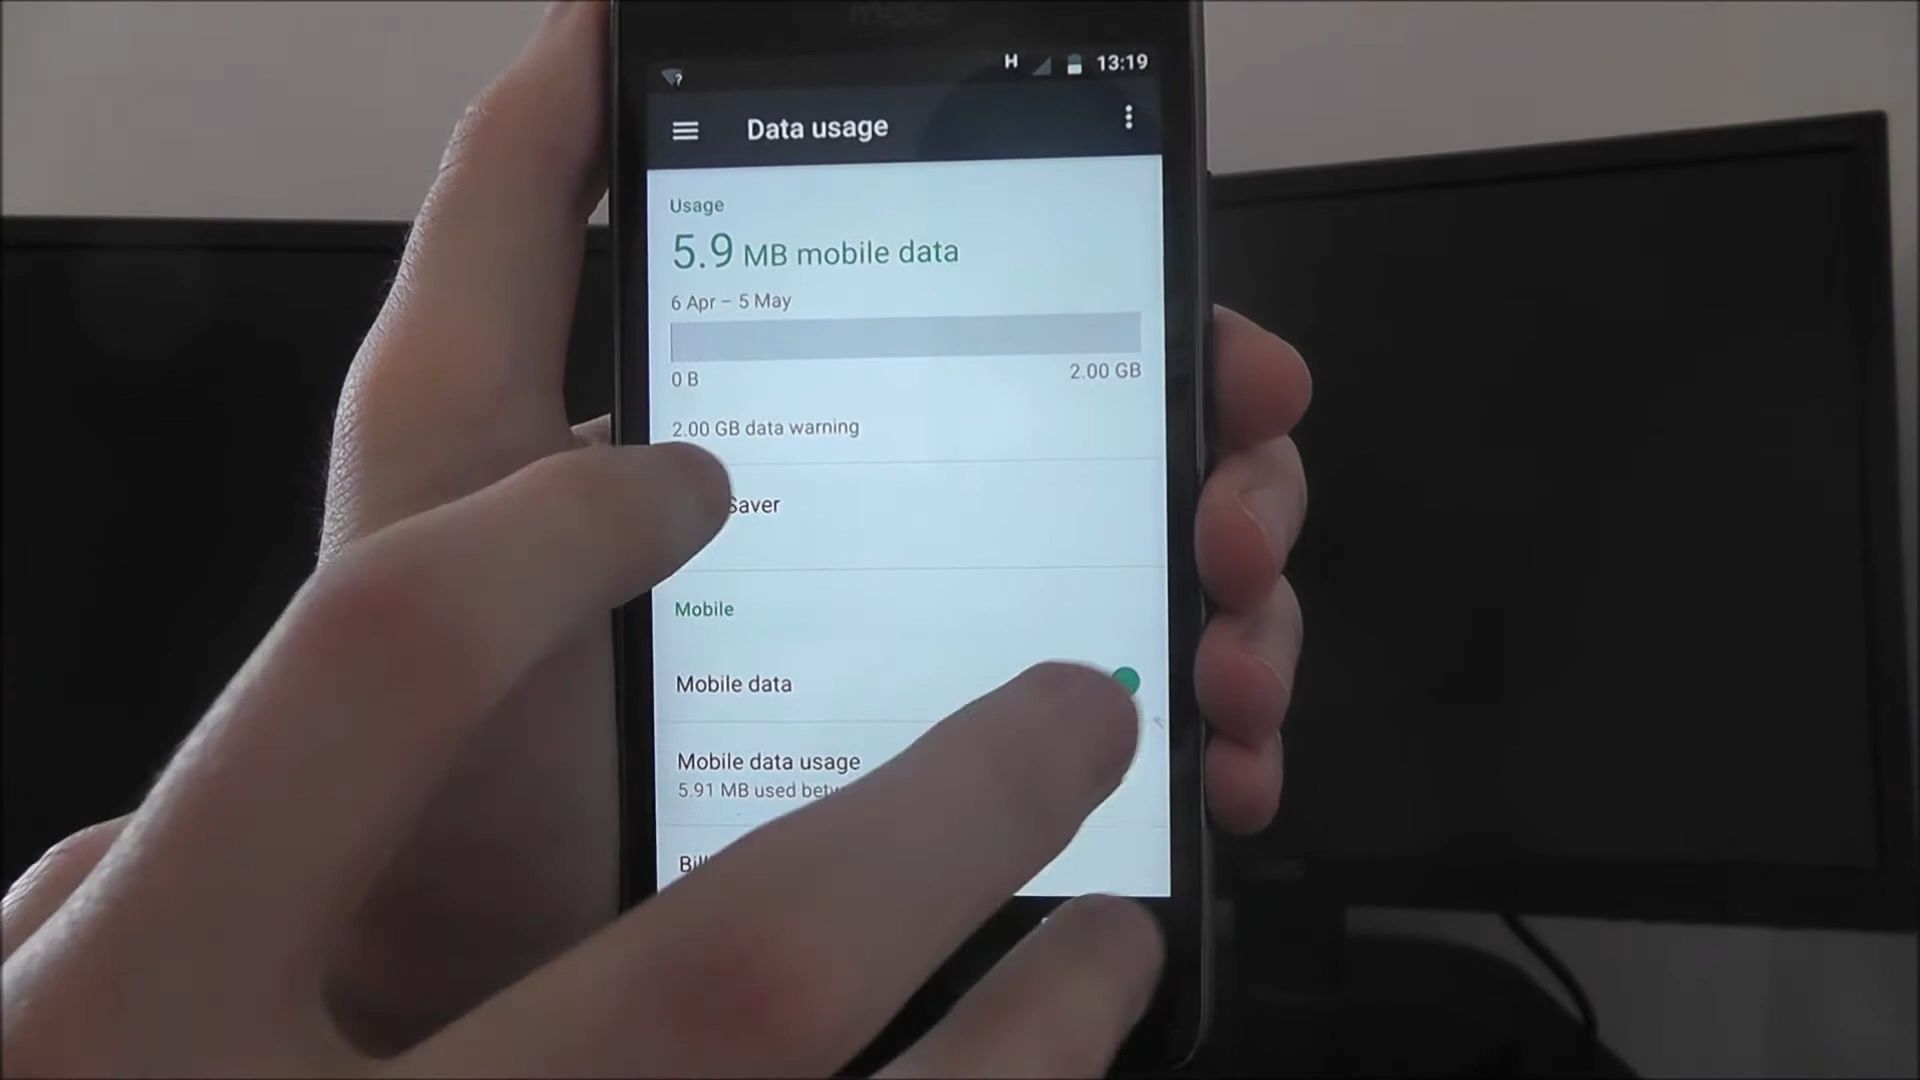 H 13:19
Data usage
Usage
5.9 MB mobile data
6 Apr – 5 May
0 B 2.00 GB
2.00 GB data warning
Saver
Mobile
Mobile data
Mobile data usage
5.91 MB used